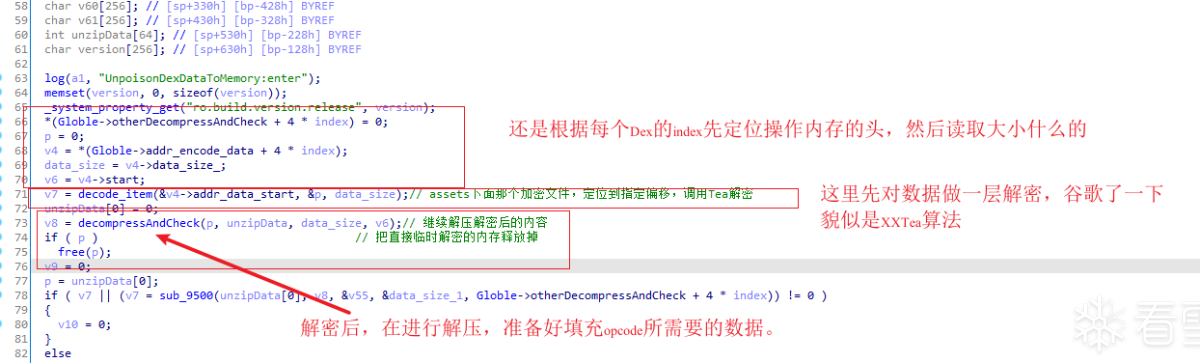 58 char v60[256]; // [sp+330h] [bp-428h] BYREF
59 char v61[256]; // [sp+430h] [bp-328h] BYREF
60 int unzipData[64]; // [sp+530h] [bp-228h] BYREF
61 char version[256]; // [sp+630h] [bp-128h] BYREF
62
63 log(a1, "UnpoisonDexDataToMemory:enter");
64 memset(version, 0, sizeof(version));
65 _system_property_get("ro.build.version.release", version);
66 *(Globle->otherDecompressAndCheck + 4 * index) = 0;
67 p = 0;
68 v4 = *(Globle->addr_encode_data + 4 * index);
69 data_size = v4->data_size_;
70 v6 = v4->start;
71 v7 = decode_item(&v4->addr_data_start, &p, data_size);// assets下面那个加密文件，定位到指定偏移，调用Tea解密
72 unzipData[0] = 0;
73 v8 = decompressAndCheck(p, unzipData, data_size, v6);// 继续解压解密后的内容
74 if ( p ) // 把直接临时解密的内存释放掉
75 free(p);
76 v9 = 0;
77 p = unzipData[0];
78 if ( v7 || (v7 = sub_9500(unzipData[0], v8, &v55, &data_size_1, Globle->otherDecompressAndCheck + 4 * index)) != 0 )
79 {
80 v10 = 0;
81 }
82 else
还是根据每个Dex的index先定位操作内存的头，然后读取大小什么的
这里先对数据做一层解密，谷歌了一下
貌似是XXTea算法
解密后，在进行解压，准备好填充opcode所需要的数据。
看雪